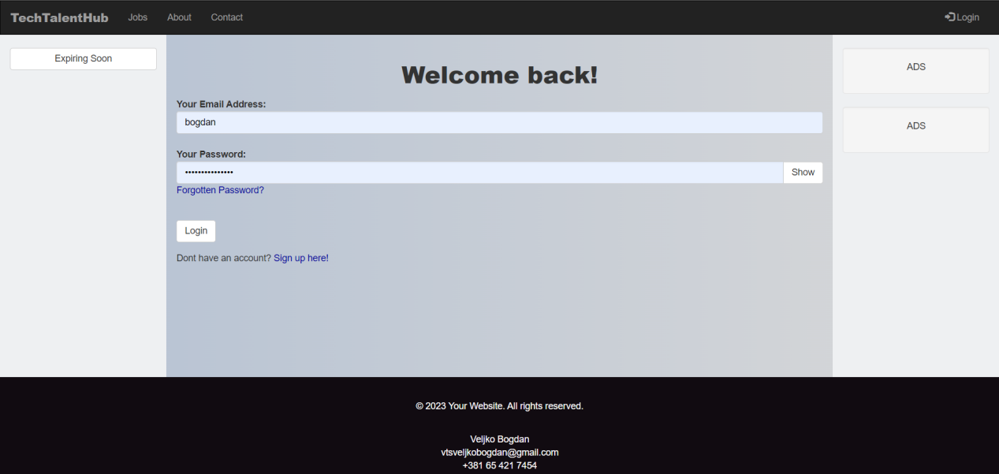 TechTalentHub Jobs About Contact Login
Expiring Soon
Welcome back!
Your Email Address:
bogdan
Your Password:
•••••••••••••••
Show
Forgotten Password?
Login
Dont have an account? Sign up here!
ADS
ADS
© 2023 Your Website. All rights reserved.
Veljko Bogdan
vtsveljkobogdan@gmail.com
+381 65 421 7454